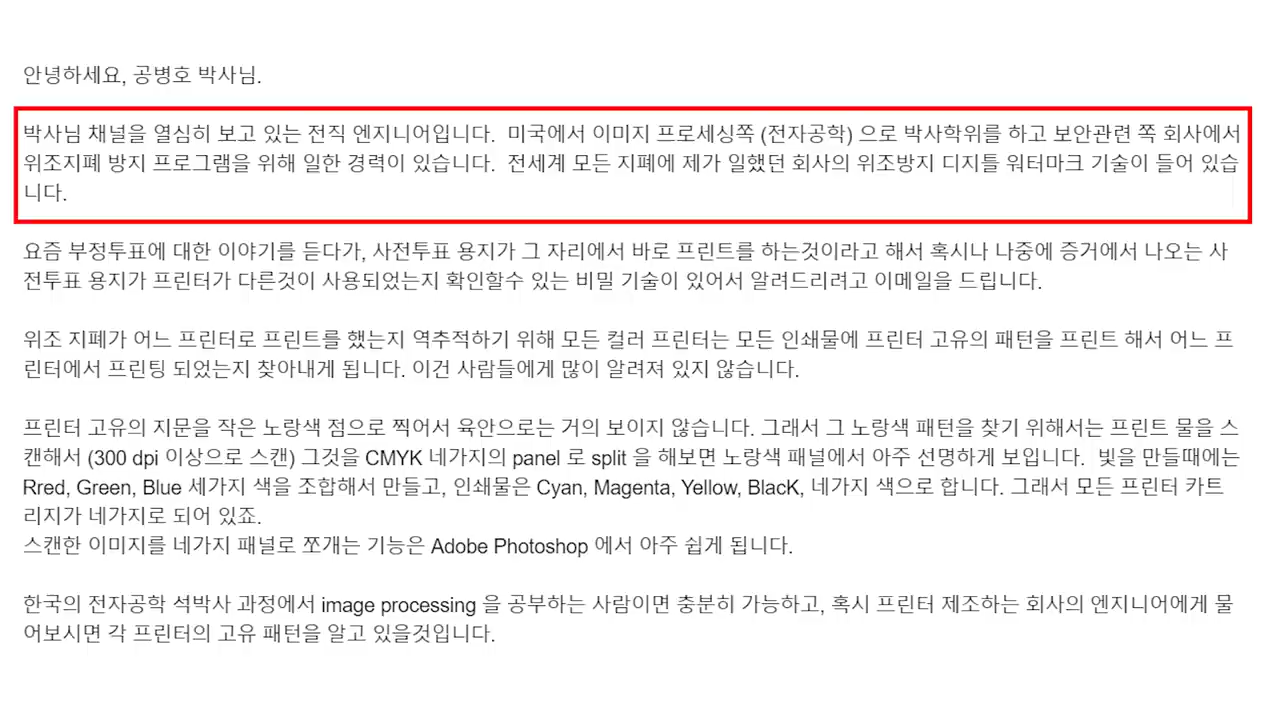 안녕하세요, 공병호 박사님.
박사님 채널을 열심히 보고 있는 전직 엔지니어입니다. 미국에서 이미지 프로세싱쪽 (전자공학) 으로 박사학위를 하고 보안관련 쪽 회사에서
위조지폐 방지 프로그램을 위해 일한 경력이 있습니다. 전세계 모든 지폐에 제가 일했던 회사의 위조방지 디지틀 워터마크 기술이 들어 있습
니다.
요즘 부정투표에 대한 이야기를 듣다가, 사전투표 용지가 그 자리에서 바로 프린트를 하는것이라고 해서 혹시나 나중에 증거에서 나오는 사
전투표 용지가 프린터가 다른것이 사용되었는지 확인할수 있는 비밀 기술이 있어서 알려드리려고 이메일을 드립니다.
위조 지폐가 어느 프린터로 프린트를 했는지 역추적하기 위해 모든 컬러 프린터는 모든 인쇄물에 프린터 고유의 패턴을 프린트 해서 어느 프
린터에서 프린팅 되었는지 찾아내게 됩니다. 이건 사람들에게 많이 알려져 있지 않습니다.
프린터 고유의 지문을 작은 노랑색 점으로 찍어서 육안으로는 거의 보이지 않습니다. 그래서 그 노랑색 패턴을 찾기 위해서는 프린트 물을 스
캔해서 (300 dpi 이상으로 스캔) 그것을 CMYK 네가지의 panel 로 split 을 해보면 노랑색 패널에서 아주 선명하게 보입니다. 빛을 만들때에는
Rred, Green, Blue 세가지 색을 조합해서 만들고, 인쇄물은 Cyan, Magenta, Yellow, BlacK, 네가지 색으로 합니다. 그래서 모든 프린터 카트
리지가 네가지로 되어 있죠.
스캔한 이미지를 네가지 패널로 쪼개는 기능은 Adobe Photoshop 에서 아주 쉽게 됩니다.
한국의 전자공학 석박사 과정에서 image processing 을 공부하는 사람이면 충분히 가능하고, 혹시 프린터 제조하는 회사의 엔지니어에게 물
어보시면 각 프린터의 고유 패턴을 알고 있을것입니다.